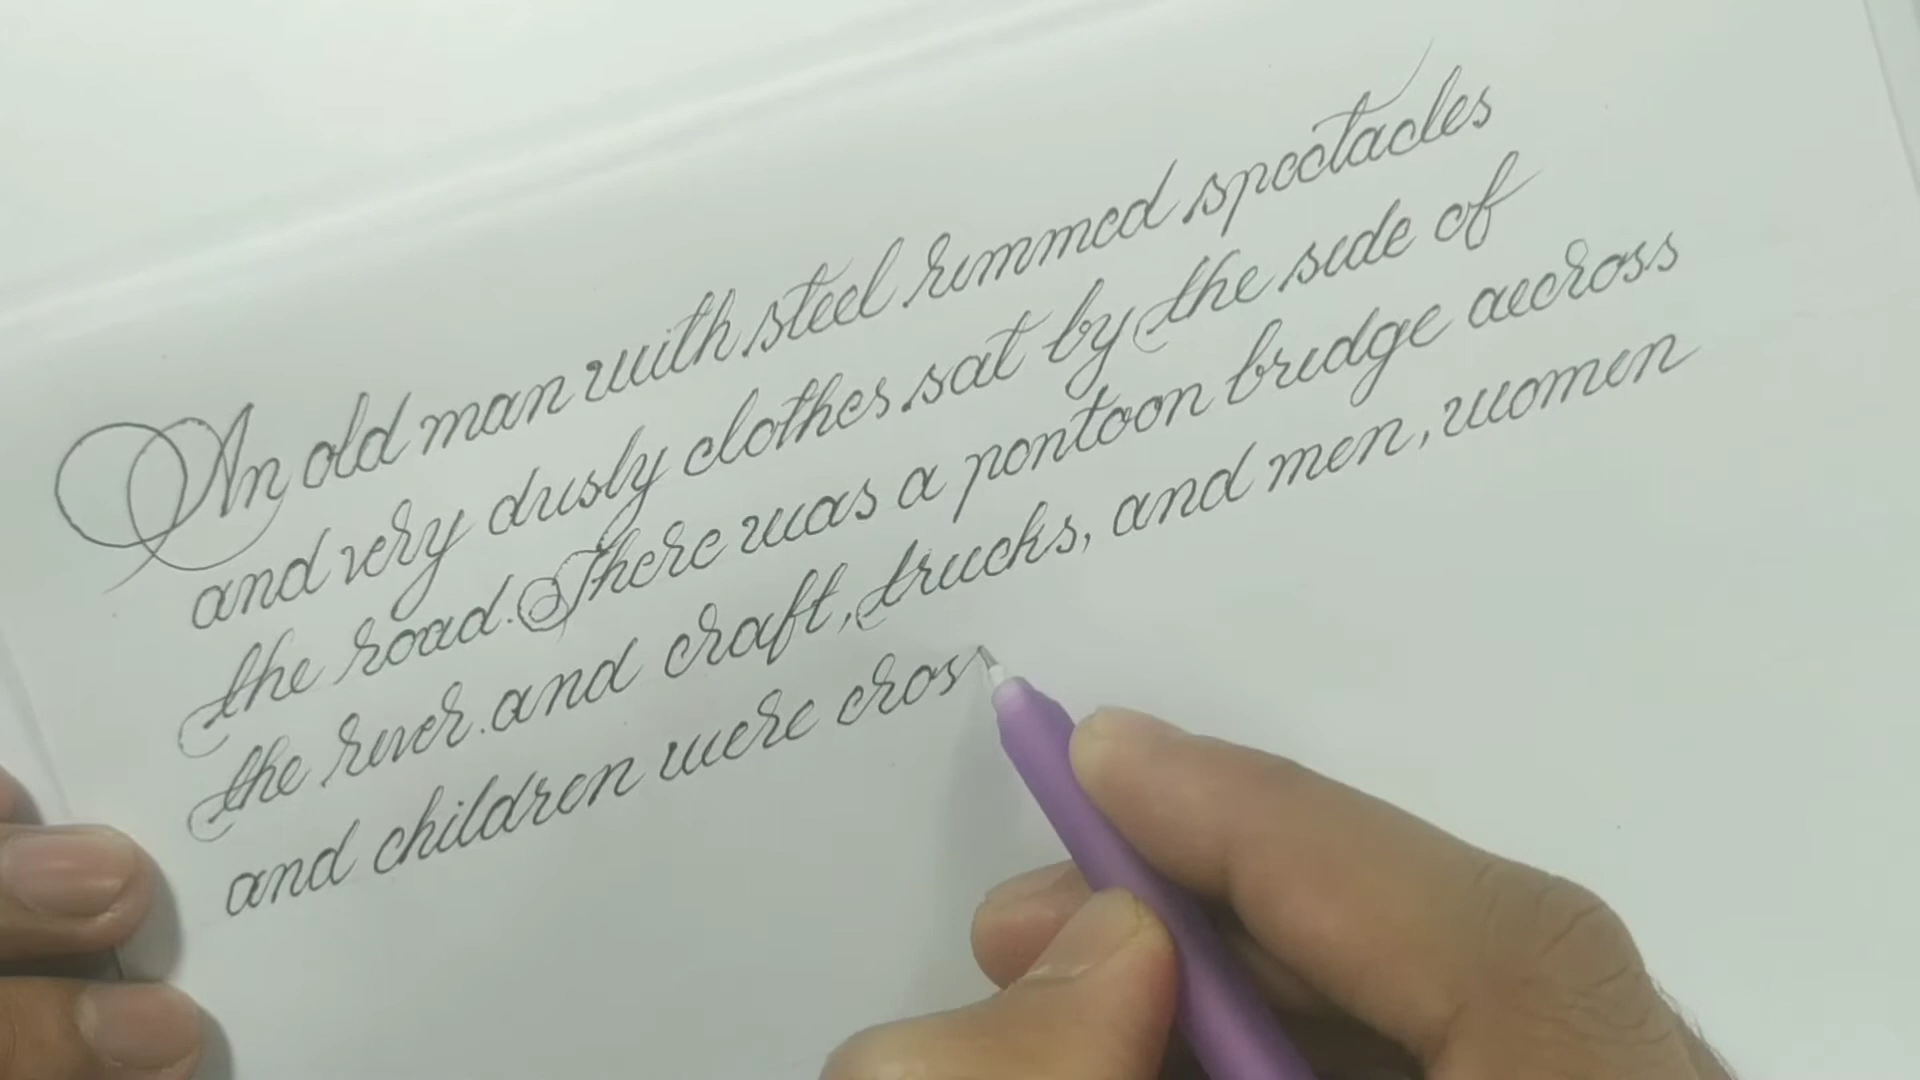 An old man with steel rimmed spectacles
and very dusty clothes sat by the side of
the road. There was a pontoon bridge aecross
the river. and craft, trucks, and men, women
and children were cros